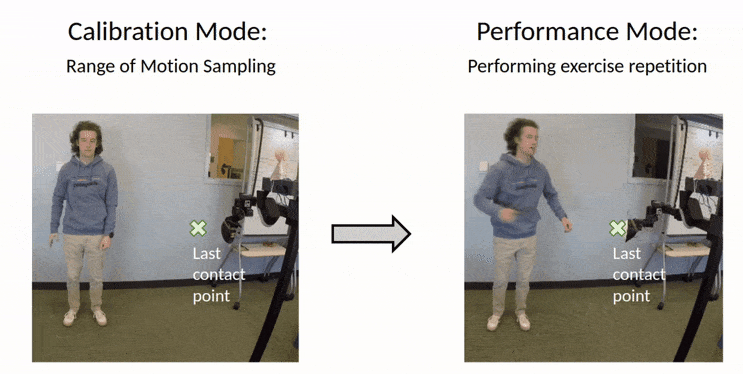 Calibration Mode:
Range of Motion Sampling
Performance Mode:
Performing exercise repetition
Last
contact
point
Last
contact
point